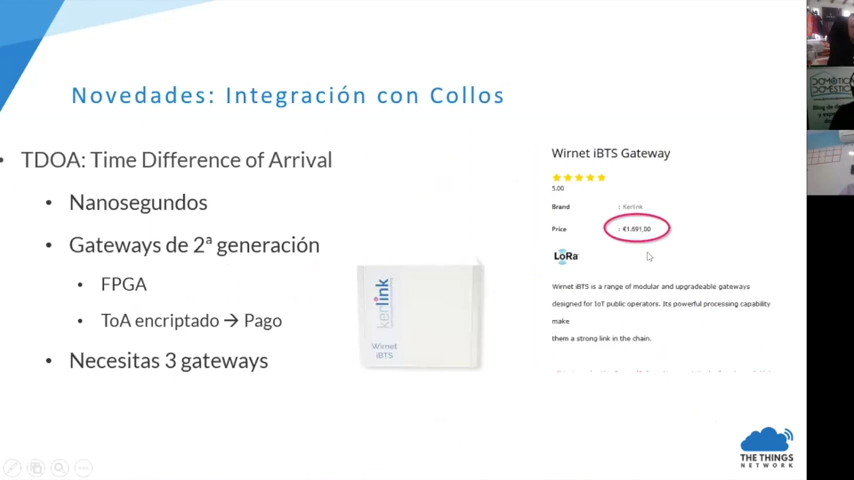 Novedades: Integración con Collos
TDOA: Time Difference of Arrival
Nanosegundos
Gateways de 2ª generación
FPGA
ToA encriptado → Pago
Necesitas 3 gateways
kerlink
Wirnet
iBTS
Wirnet iBTS Gateway
5.00
Brand : Kerlink
Price : €1.691,00
LoRa
Wirnet iBTS is a range of modular and upgradeable gateways
designed for IoT public operators. Its powerful processing capability
make
them a strong link in the chain.
THE THINGS
NETWORK
DOMÓTICA
DOMÉSTICA